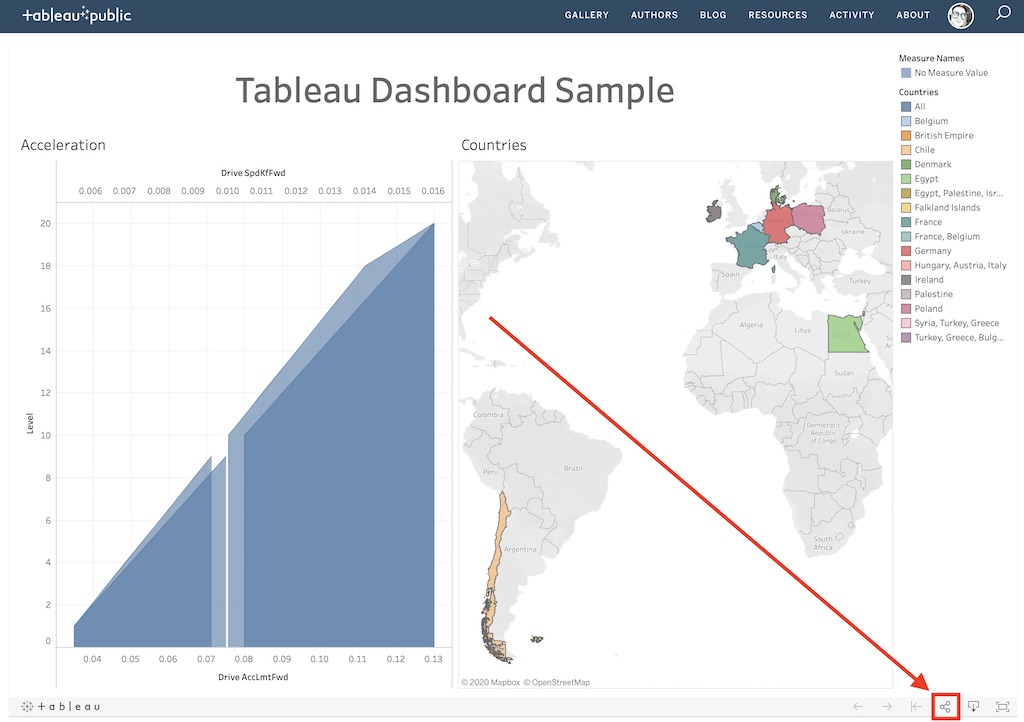 +ableau+public
GALLERY AUTHORS BLOG RESOURCES ACTIVITY ABOUT
Tableau Dashboard Sample
Acceleration
Drive SpdKfFwd
0.006 0.007 0.008 0.009 0.010 0.011 0.012 0.013 0.014 0.015 0.016
Level
20
18
16
14
12
10
8
6
4
2
0
0.04 0.05 0.06 0.07 0.08 0.09 0.10 0.11 0.12 0.13
Drive AccLmtFwd
Countries
Belarus
Ukraine
Italy
Spain
Turkey
Algeria
Libya
Sudan
Democratic
Republic
of Congo
South
Africa
Colombia
Peru
Brazil
Argentina
© 2020 Mapbox © OpenStreetMap
Measure Names
No Measure Value
Countries
All
Belgium
British Empire
Chile
Denmark
Egypt
Egypt, Palestine, Isr...
Falkland Islands
France
France, Belgium
Germany
Hungary, Austria, Italy
Ireland
Palestine
Poland
Syria, Turkey, Greece
Turkey, Greece, Bulg...
+ableau